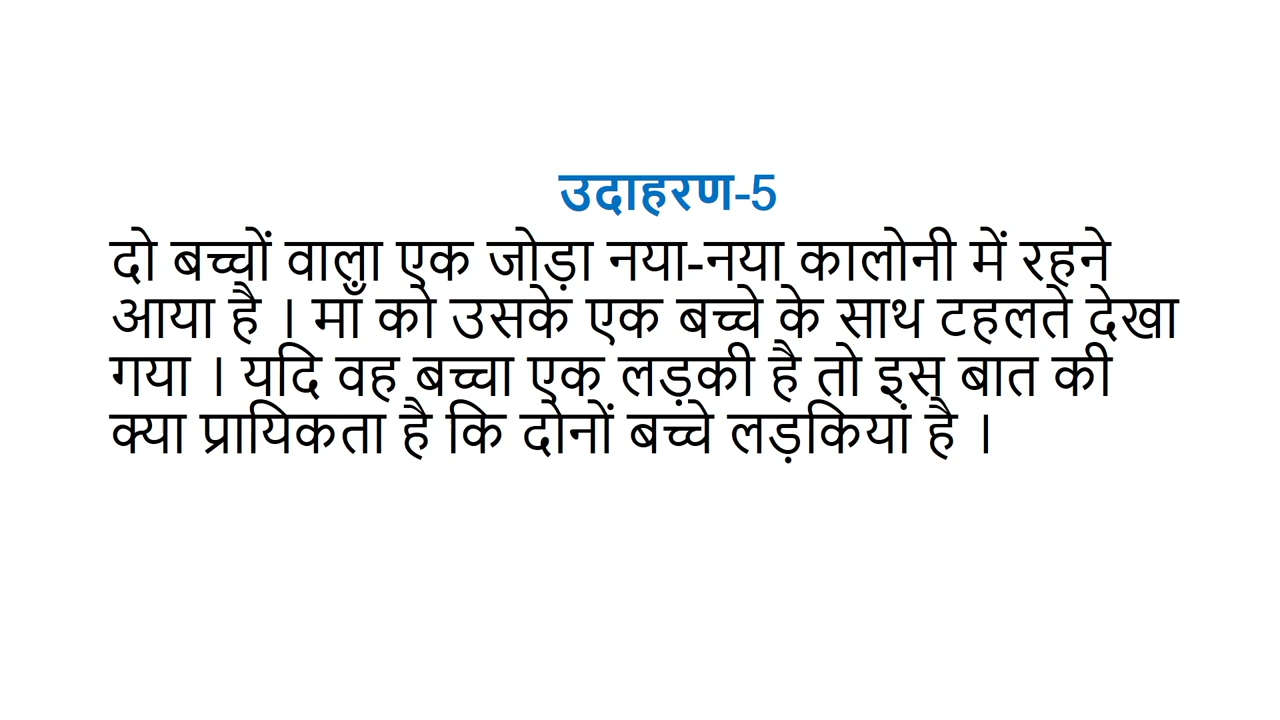 उदाहरण-5
दो बच्चों वाला एक जोड़ा नया-नया कालोनी में रहने
आया है । माँ को उसके एक बच्चे के साथ टहलते देखा
गया । यदि वह बच्चा एक लड़की है तो इस बात की
क्या प्रायिकता है कि दोनों बच्चे लड़कियां है ।